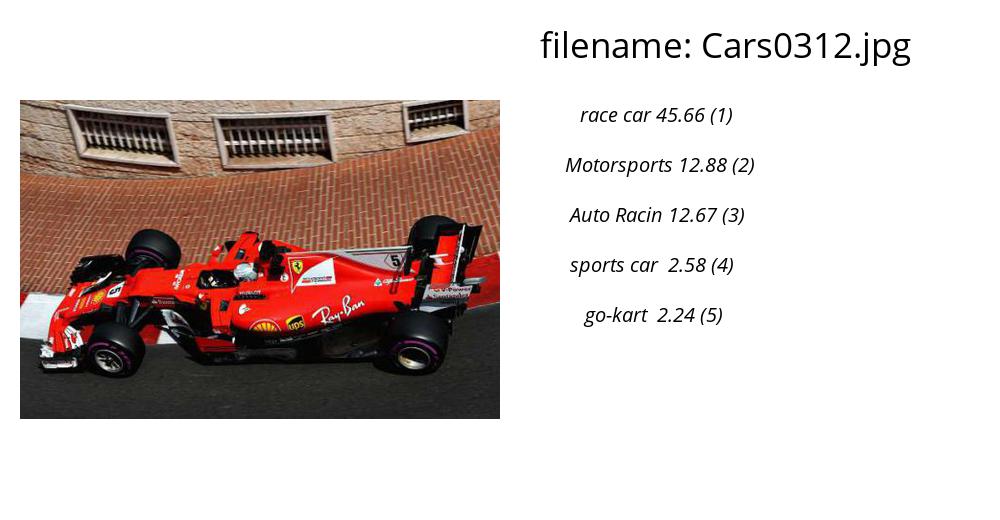 filename: Cars0312.jpg
race car 45.66 (1)
Motorsports 12.88 (2)
Auto Racin 12.67 (3)
sports car 2.58 (4)
go-kart 2.24 (5)
5
5
Ray-Ban
ups